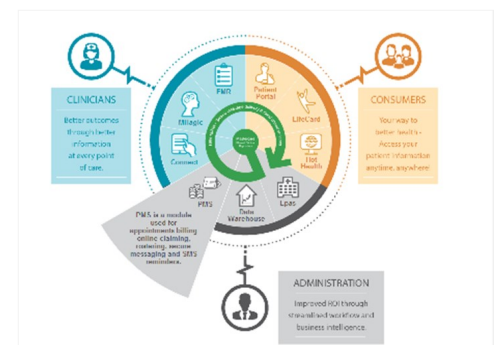 CLINICIANS
Better outcomes
through better
information
at every point
of care.
CONSUMERS
Your way to
better health -
Access your
patient information
anytime, anywhere
EMR
Patient
Portal
LifeCard
Hot
Health
Milagic
Connect
PMS
Data
Warehouse
Lpas
PMS is a module
used for
appointments billing
online claiming,
rostering, secure
messaging and SMS
reminders.
ADMINISTRATION
Improved ROI through
streamlined workflow and
business intelligence.